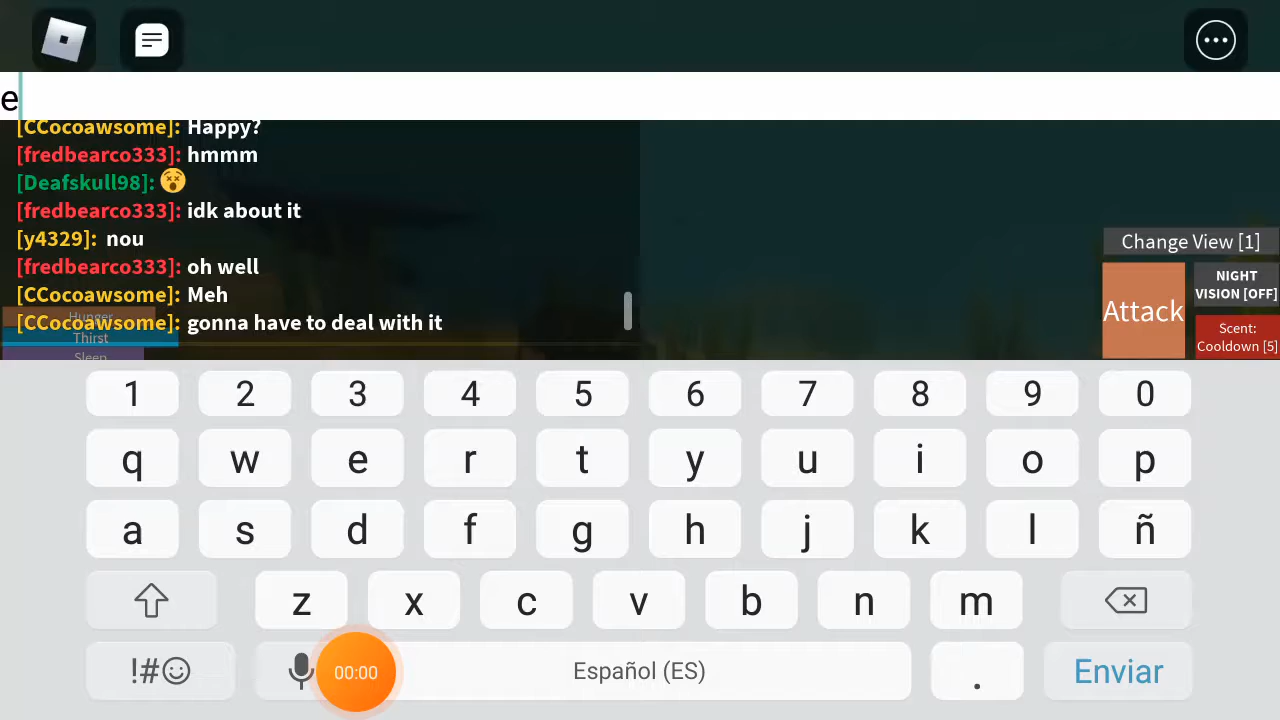 e
[CCocoawsome]: Happy?
[fredbearco333]: hmmm
[Deafskull98]: 😵
[fredbearco333]: idk about it
[y4329]: nou
[fredbearco333]: oh well
[CCocoawsome]: Meh
[CCocoawsome]: gonna have to deal with it
Hunger
Thirst
Sleep
Change View [1]
Attack
NIGHT
VISION [OFF]
Scent:
Cooldown [5]
1 2 3 4 5 6 7 8 9 0
q w e r t y u i o p
a s d f g h j k l ñ
z x c v b n m
!#☺ 00:00 Español (ES) . Enviar